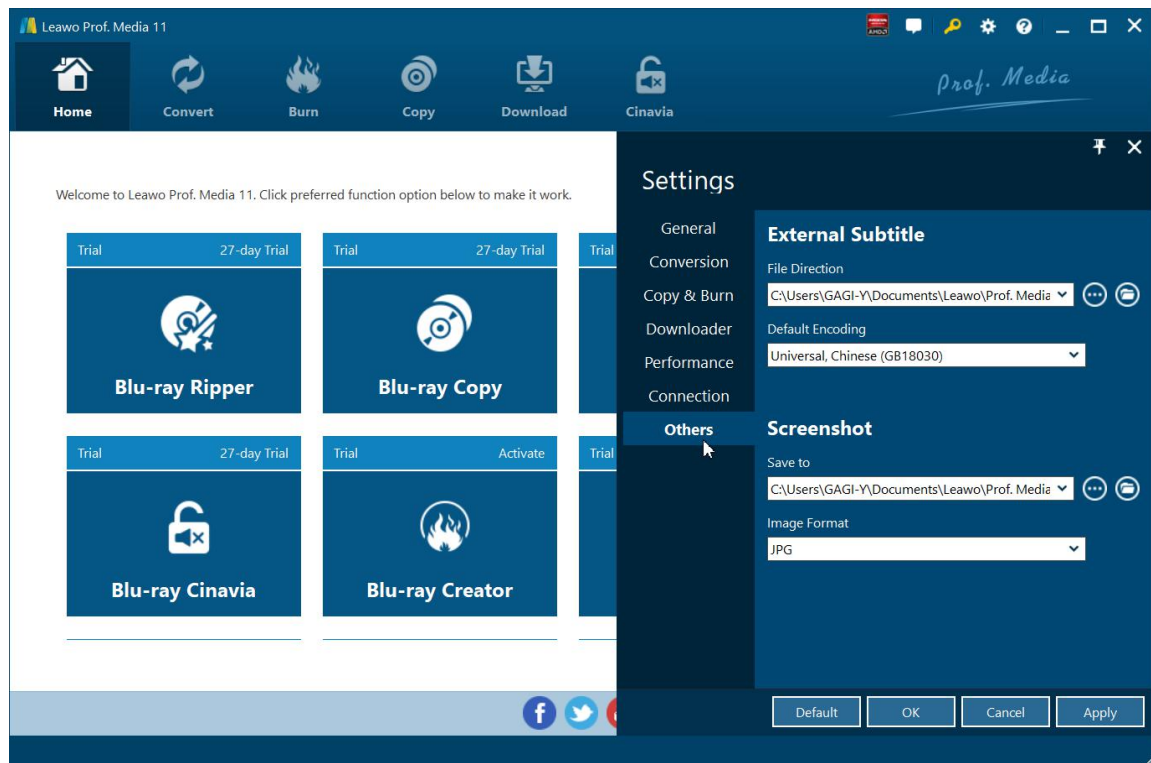 Leawo Prof. Media 11
AMD
Home
Convert
Burn
Copy
Download
Cinavia
Prof. Media
Welcome to Leawo Prof. Media 11. Click preferred function option below to make it work.
Trial 27-day Trial
Blu-ray Ripper
Trial 27-day Trial
Blu-ray Copy
Trial
Trial 27-day Trial
Blu-ray Cinavia
Trial Activate
Blu-ray Creator
Trial
Settings
General
Conversion
Copy & Burn
Downloader
Performance
Connection
Others
External Subtitle
File Direction
C:\Users\GAGI-Y\Documents\Leawo\Prof. Media
Default Encoding
Universal, Chinese (GB18030)
Screenshot
Save to
C:\Users\GAGI-Y\Documents\Leawo\Prof. Media
Image Format
JPG
Default
OK
Cancel
Apply